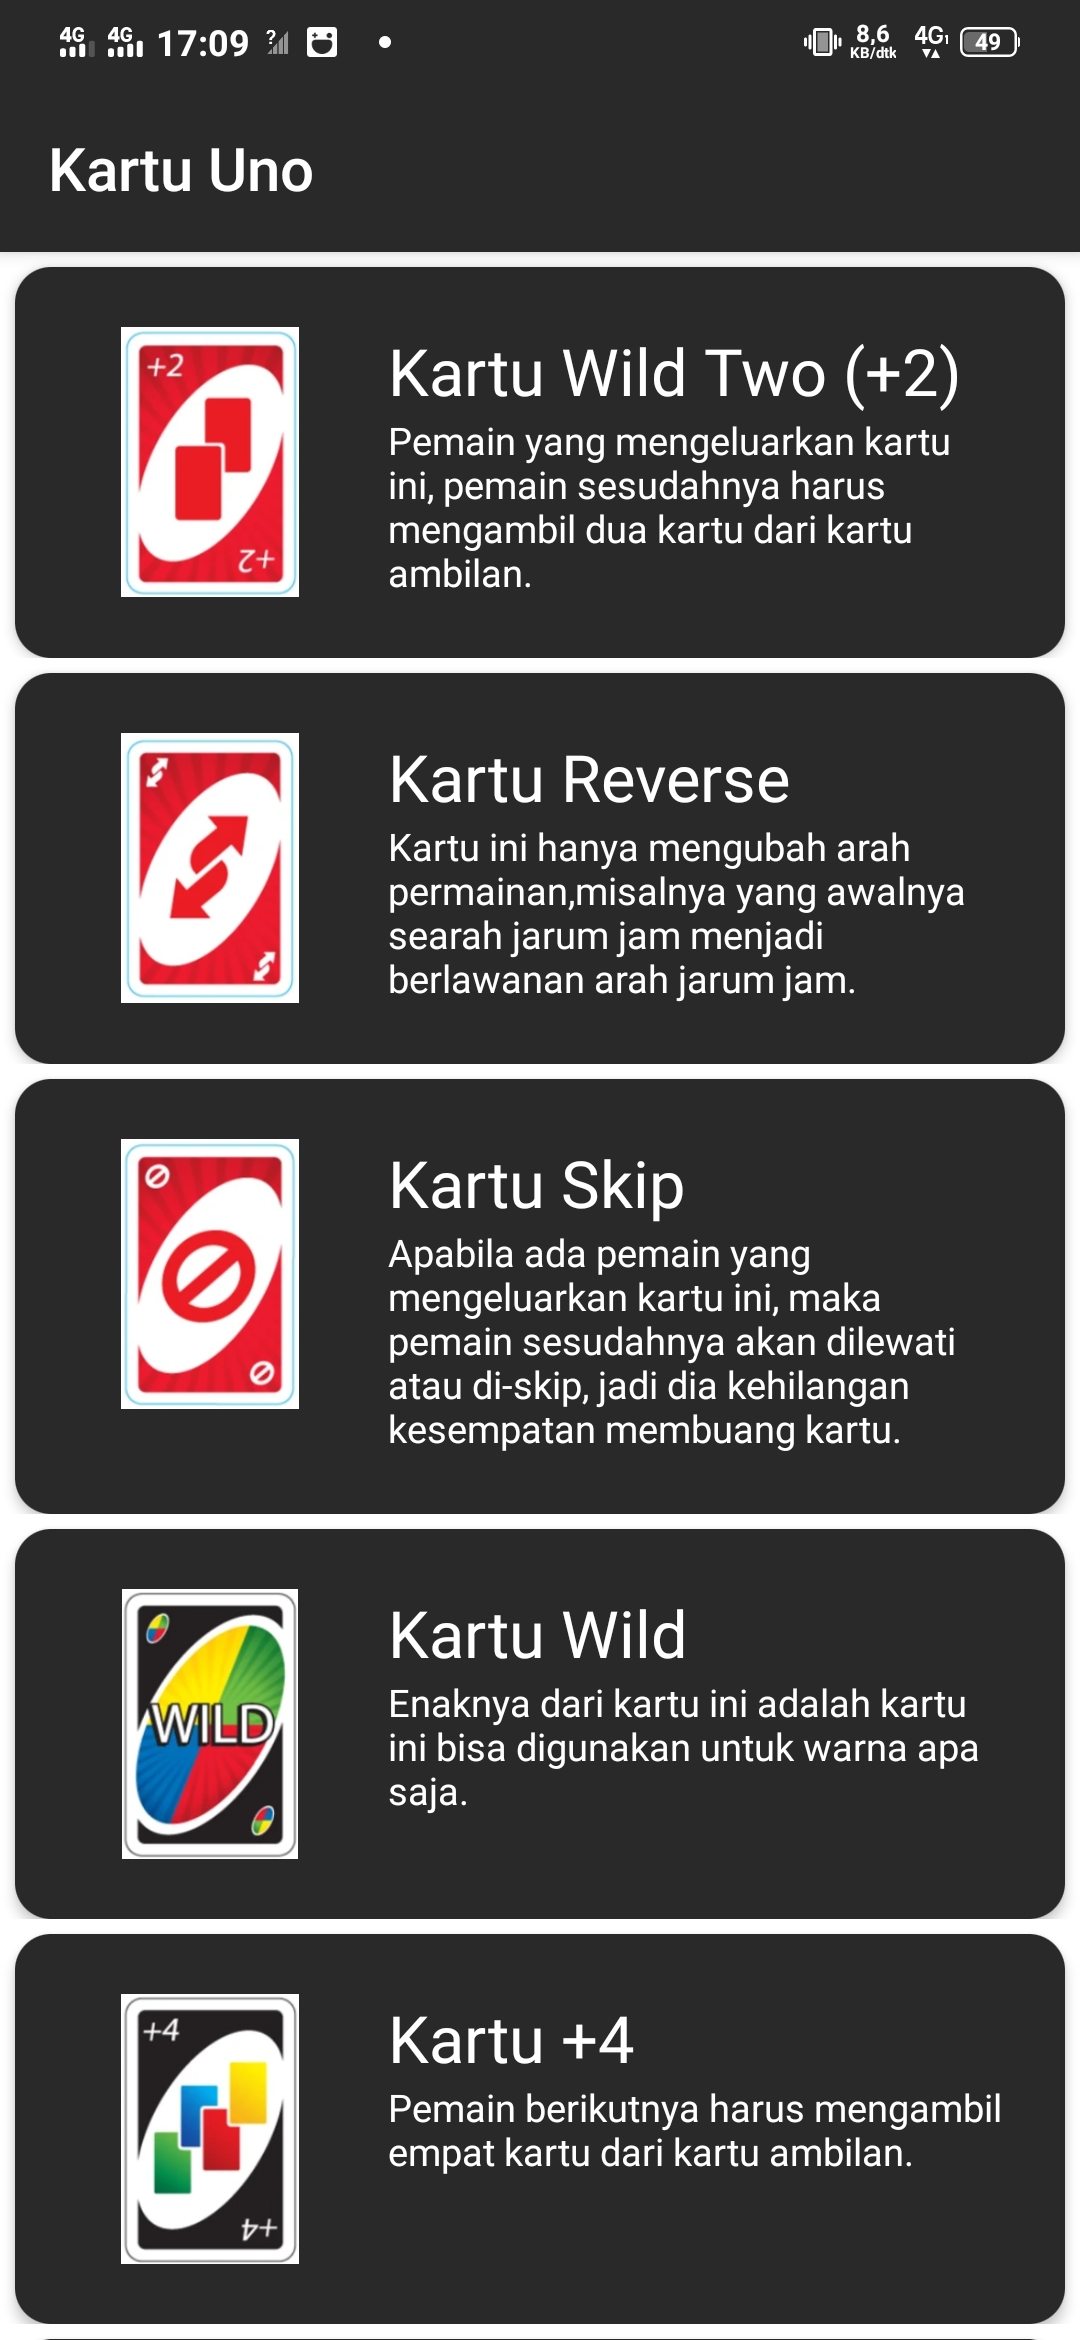 4G 4G 17:09 ? 8,6 KB/dtk 4G1 49
Kartu Uno
+2
Kartu Wild Two (+2)
Pemain yang mengeluarkan kartu
ini, pemain sesudahnya harus
mengambil dua kartu dari kartu
ambilan.
+2
Kartu Reverse
Kartu ini hanya mengubah arah
permainan,misalnya yang awalnya
searah jarum jam menjadi
berlawanan arah jarum jam.
Kartu Skip
Apabila ada pemain yang
mengeluarkan kartu ini, maka
pemain sesudahnya akan dilewati
atau di-skip, jadi dia kehilangan
kesempatan membuang kartu.
WILD
Kartu Wild
Enaknya dari kartu ini adalah kartu
ini bisa digunakan untuk warna apa
saja.
+4
Kartu +4
Pemain berikutnya harus mengambil
empat kartu dari kartu ambilan.
+4